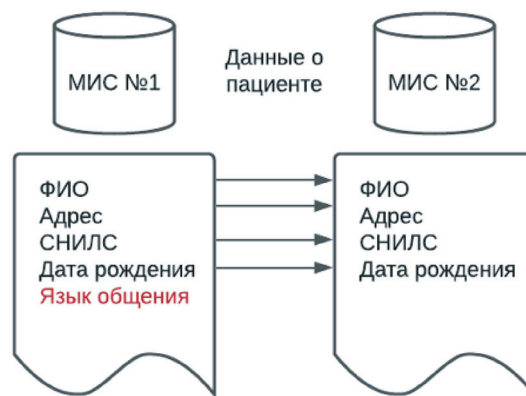 МИС №1
Данные о
пациенте
МИС №2
ФИО
Адрес
СНИЛС
Дата рождения
Язык общения
ФИО
Адрес
СНИЛС
Дата рождения